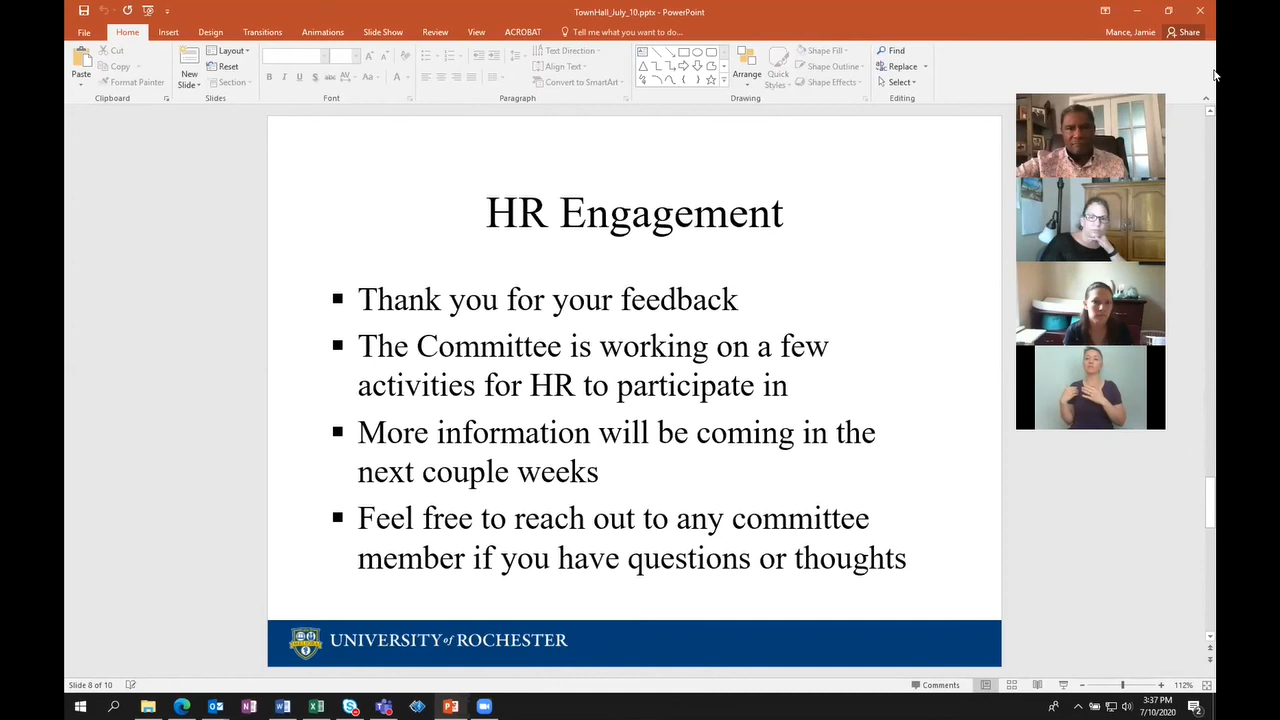 TownHall_July_10.pptx - PowerPoint
File Home Insert Design Transitions Animations Slide Show Review View ACROBAT Tell me what you want to do... Mance, Jamie Share
Cut
Copy
Format Painter
Paste
Clipboard
New
Slide
Layout
Reset
Section
Slides
B I U S abc AV Aa A
Font
Text Direction
Align Text
Convert to SmartArt
Paragraph
Arrange
Quick
Styles
Shape Fill
Shape Outline
Shape Effects
Drawing
Find
Replace
Select
Editing
HR Engagement
Thank you for your feedback
The Committee is working on a few
activities for HR to participate in
More information will be coming in the
next couple weeks
Feel free to reach out to any committee
member if you have questions or thoughts
UNIVERSITY of ROCHESTER
Slide 8 of 10 Comments 112%
3:37 PM
7/10/2020
2